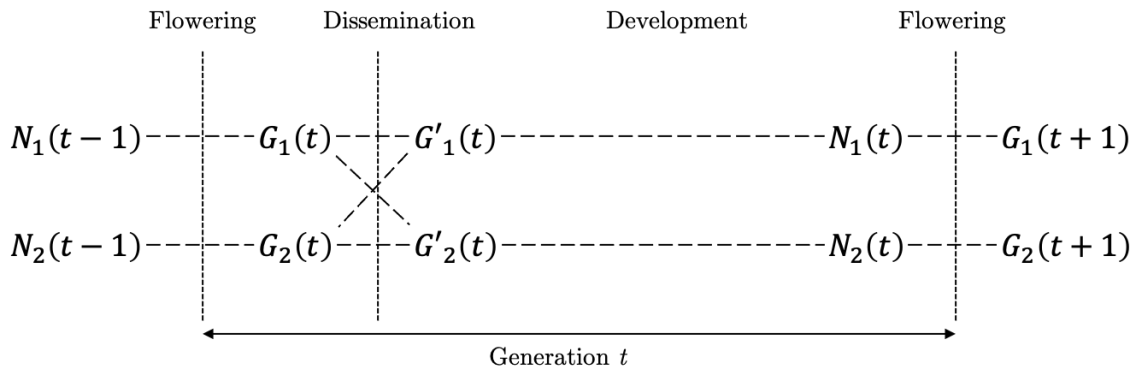 Flowering Dissemination Development Flowering
N₁(t − 1) G₁(t) G′₁(t) N₁(t) G₁(t + 1)
N₂(t − 1) G₂(t) G′₂(t) N₂(t) G₂(t + 1)
Generation t